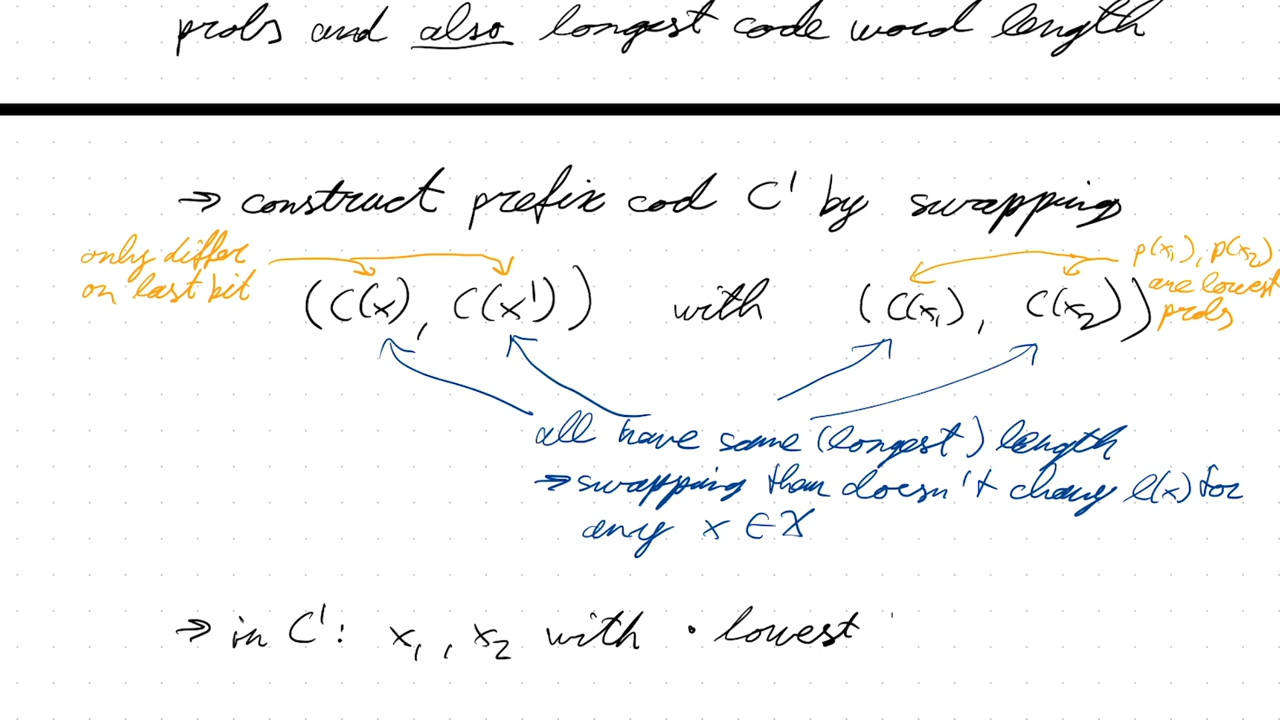 probs and also longest code word length
⇒ construct prefix cod C' by swapping
only differ
on last bit
(C(x), C(x')) with (C(x₁), C(x₂))
p(x₁), p(x₂)
are lowest
probs
all have same (longest) length
⇒ swapping them doesn't chang l(x) for
any x ∈ X
⇒ in C': x₁, x₂ with • lowest